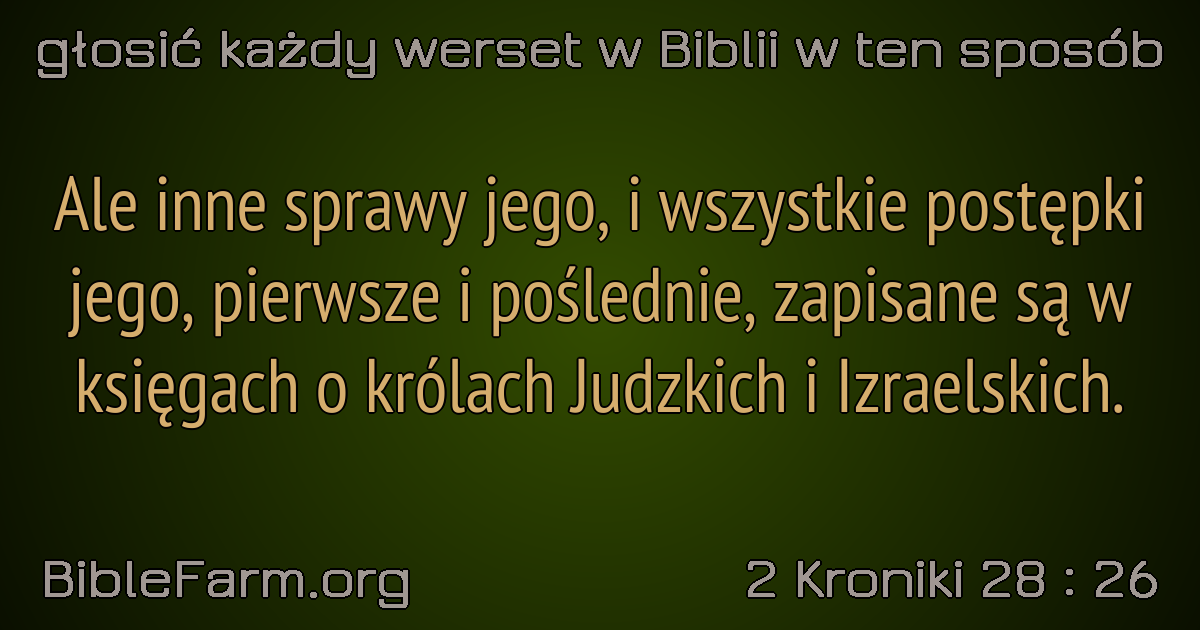 głosić każdy werset w Biblii w ten sposób
Ale inne sprawy jego, i wszystkie postępki
jego, pierwsze i poślednie, zapisane są w
księgach o królach Judzkich i Izraelskich.
BibleFarm.org
2 Kroniki 28 : 26